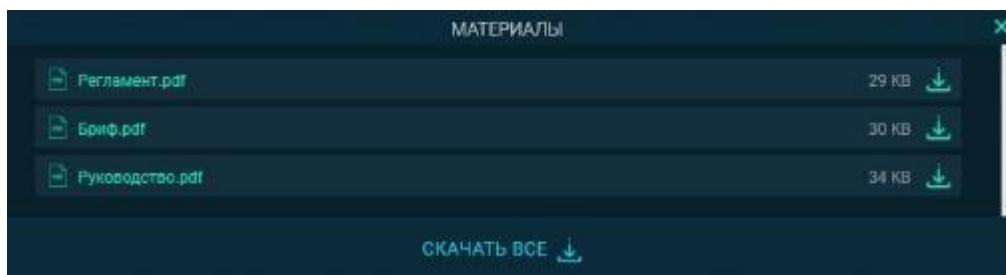 МАТЕРИАЛЫ
Регламент.pdf 29 KB
Бриф.pdf 30 KB
Руководство.pdf 34 KB
СКАЧАТЬ ВСЕ